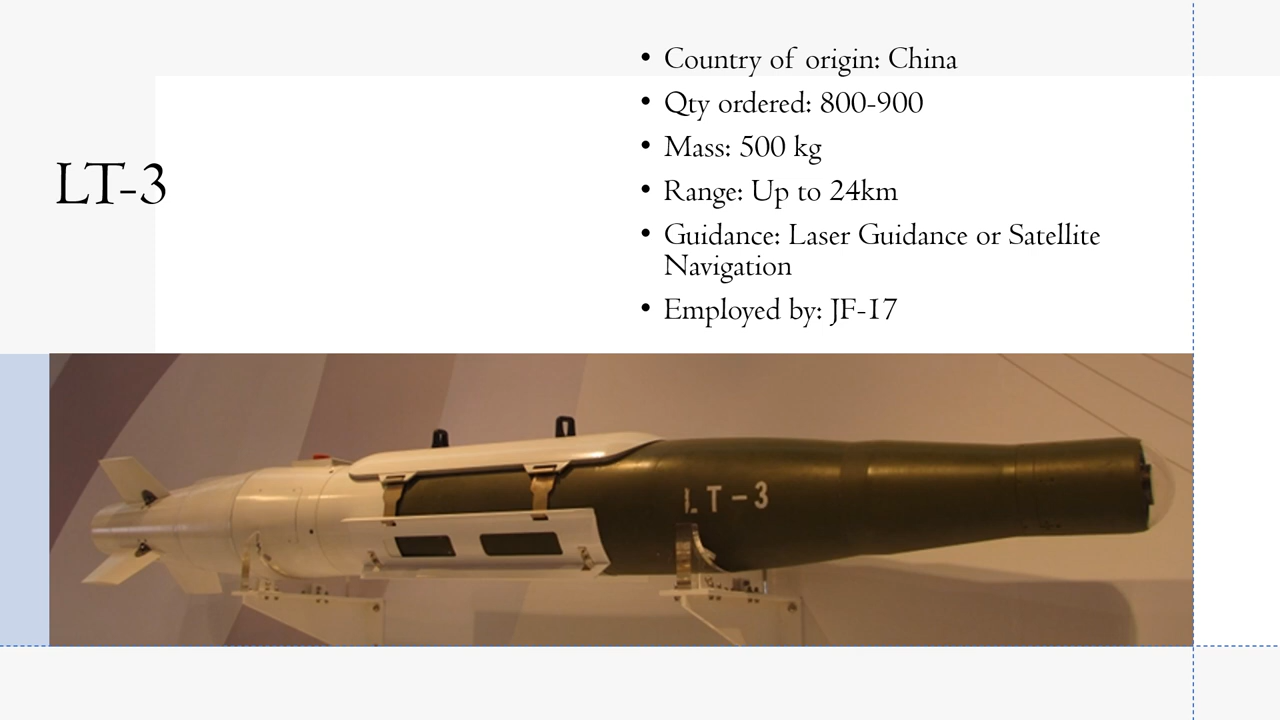 LT-3
• Country of origin: China
• Qty ordered: 800-900
• Mass: 500 kg
• Range: Up to 24km
• Guidance: Laser Guidance or Satellite
Navigation
• Employed by: JF-17
LT-3